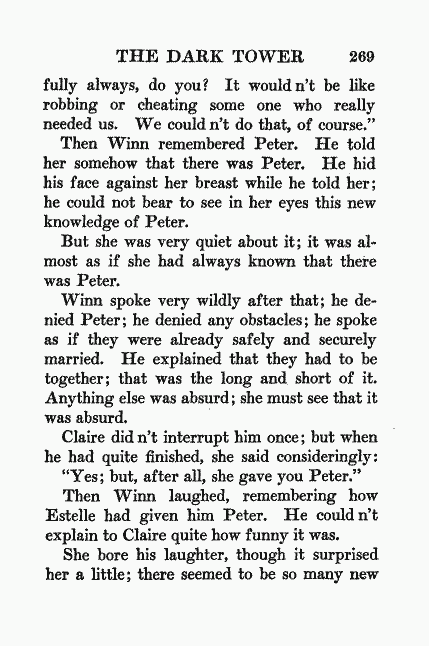 THE DARK TOWER 269
fully always, do you? It would n't be like
robbing or cheating some one who really
needed us. We could n't do that, of course."
Then Winn remembered Peter. He told
her somehow that there was Peter. He hid
his face against her breast while he told her;
he could not bear to see in her eyes this new
knowledge of Peter.
But she was very quiet about it; it was al-
most as if she had always known that there
was Peter.
Winn spoke very wildly after that; he de-
nied Peter; he denied any obstacles; he spoke
as if they were already safely and securely
married. He explained that they had to be
together; that was the long and short of it.
Anything else was absurd; she must see that it
was absurd.
Claire did n't interrupt him once; but when
he had quite finished, she said consideringly:
"Yes; but, after all, she gave you Peter."
Then Winn laughed, remembering how
Estelle had given him Peter. He could n't
explain to Claire quite how funny it was.
She bore his laughter, though it surprised
her a little; there seemed to be so many new